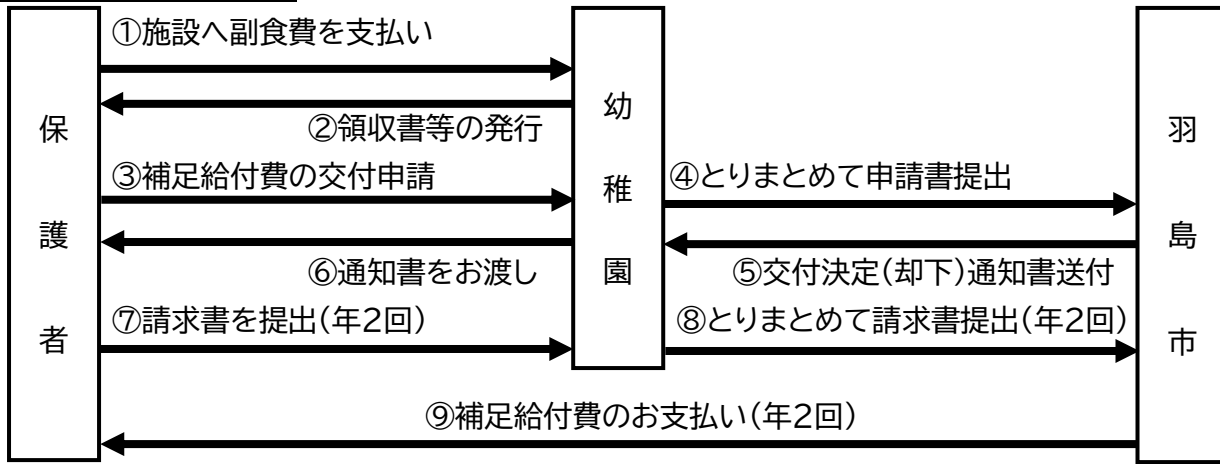 ①施設へ副食費を支払い
②領収書等の発行
③補足給付費の交付申請
④とりまとめて申請書提出
⑥通知書をお渡し
⑤交付決定(却下)通知書送付
⑦請求書を提出(年2回)
⑧とりまとめて請求書提出(年2回)
⑨補足給付費のお支払い(年2回)
保護者
幼稚園
羽島市